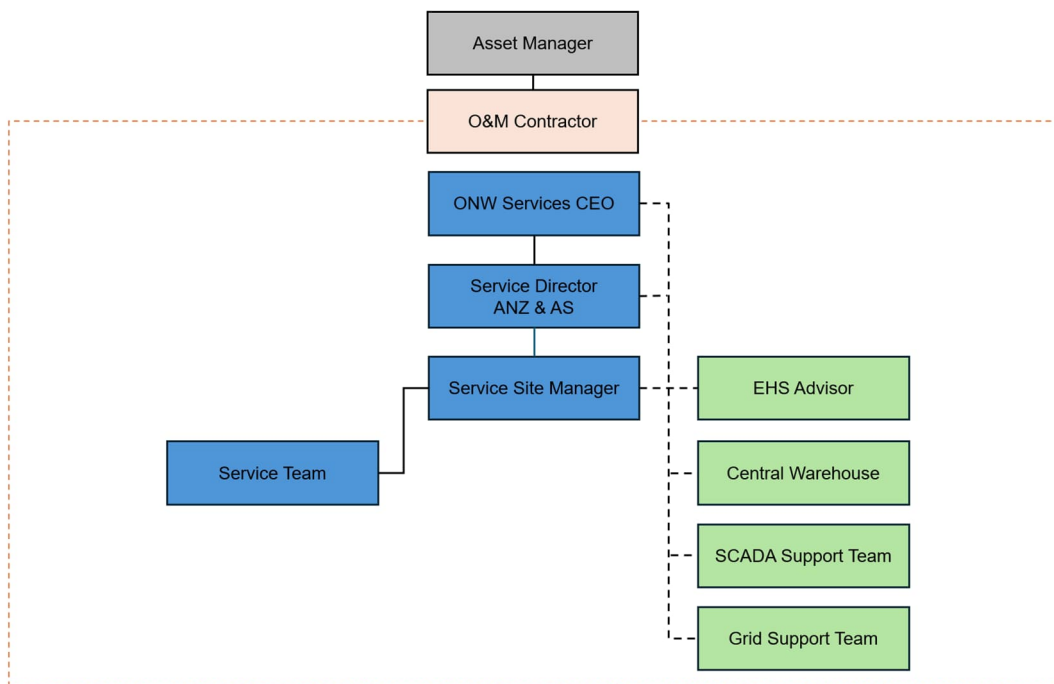 Asset Manager
O&M Contractor
ONW Services CEO
Service Director
ANZ & AS
Service Site Manager
EHS Advisor
Service Team
Central Warehouse
SCADA Support Team
Grid Support Team